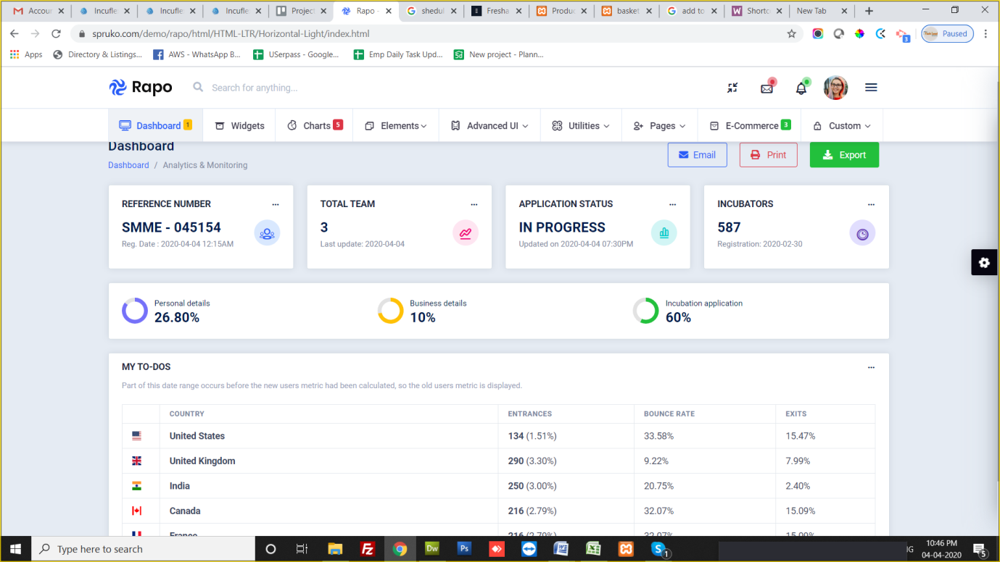 Accour
Incufle
Incufle
Incufle
Project
Rapo -
shedul
Fresha
Produc
basket
add to
Shortc
New Tab
spruko.com/demo/rapo/html/HTML-LTR/Horizontal-Light/index.html
Paused
3
Apps
Directory & Listings...
AWS - WhatsApp B...
USerpass - Google...
Emp Daily Task Upd...
New project - Plann...
Rapo
Search for anything...
Dashboard 1
Widgets
Charts 5
Elements
Advanced UI
Utilities
Pages
E-Commerce 3
Custom
Dashboard
Dashboard / Analytics & Monitoring
Email
Print
Export
REFERENCE NUMBER
SMME - 045154
Reg. Date : 2020-04-04 12:15AM
TOTAL TEAM
3
Last update: 2020-04-04
APPLICATION STATUS
IN PROGRESS
Updated on 2020-04-04 07:30PM
INCUBATORS
587
Registration: 2020-02-30
Personal details
26.80%
Business details
10%
Incubation application
60%
MY TO-DOS
Part of this date range occurs before the new users metric had been calculated, so the old users metric is displayed.
COUNTRY ENTRANCES BOUNCE RATE EXITS
United States 134 (1.51%) 33.58% 15.47%
United Kingdom 290 (3.30%) 9.22% 7.99%
India 250 (3.00%) 20.75% 2.40%
Canada 216 (2.79%) 32.07% 15.09%
France 216 (2.79%) 32.07% 15.09%
Type here to search
Dw
Ps
1
10:46 PM
04-04-2020
5